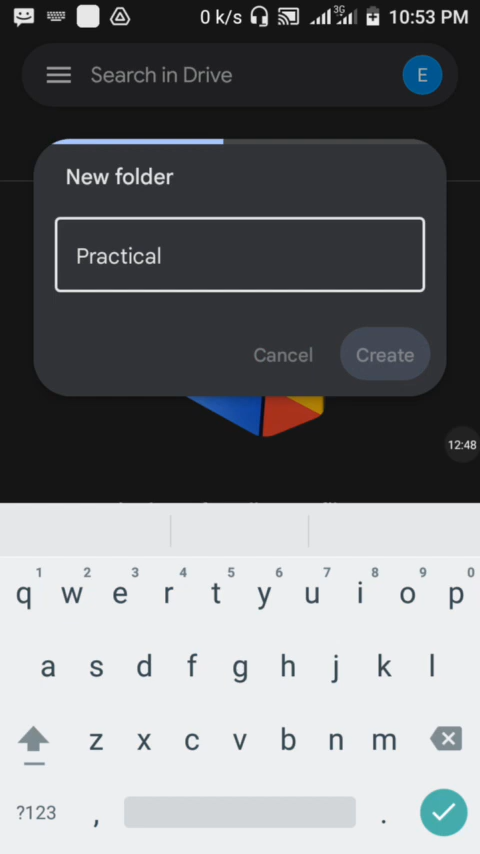 0 k/s 3G 10:53 PM
Search in Drive E
New folder
Practical
Cancel Create
12:48
1 2 3 4 5 6 7 8 9 0
q w e r t y u i o p
a s d f g h j k l
z x c v b n m
?123 , .